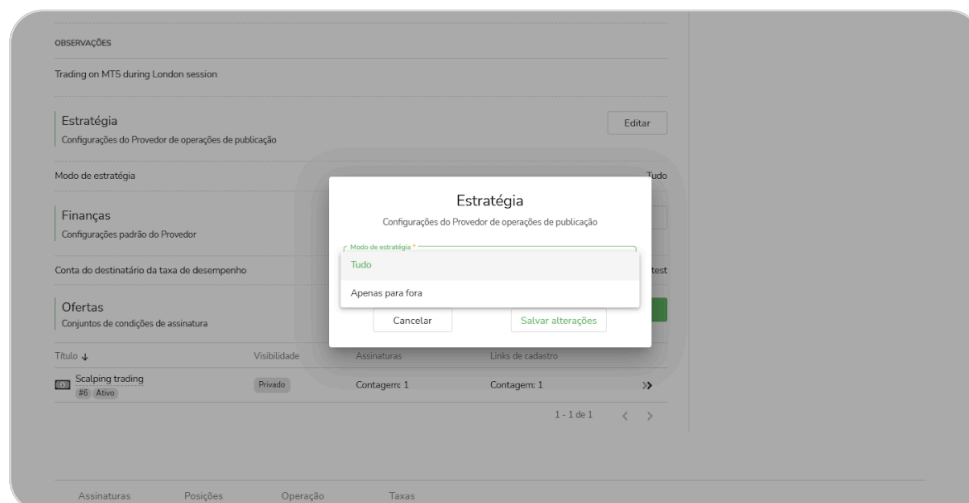 OBSERVAÇÕES
Trading on MT5 during London session
Estratégia
Configurações do Provedor de operações de publicação
Editar
Modo de estratégia
Tudo
Finanças
Configurações padrão do Provedor
Conta do destinatário da taxa de desempenho
test
Ofertas
Conjuntos de condições de assinatura
Estratégia
Configurações do Provedor de operações de publicação
Modo de estratégia *
Tudo
Apenas para fora
Cancelar
Salvar alterações
Título ↓ Visibilidade Assinaturas Links de cadastro
Scalping trading
#6 Ativo
Privado
Contagem: 1
Contagem: 1
1 - 1 de 1
Assinaturas Posições Operação Taxas